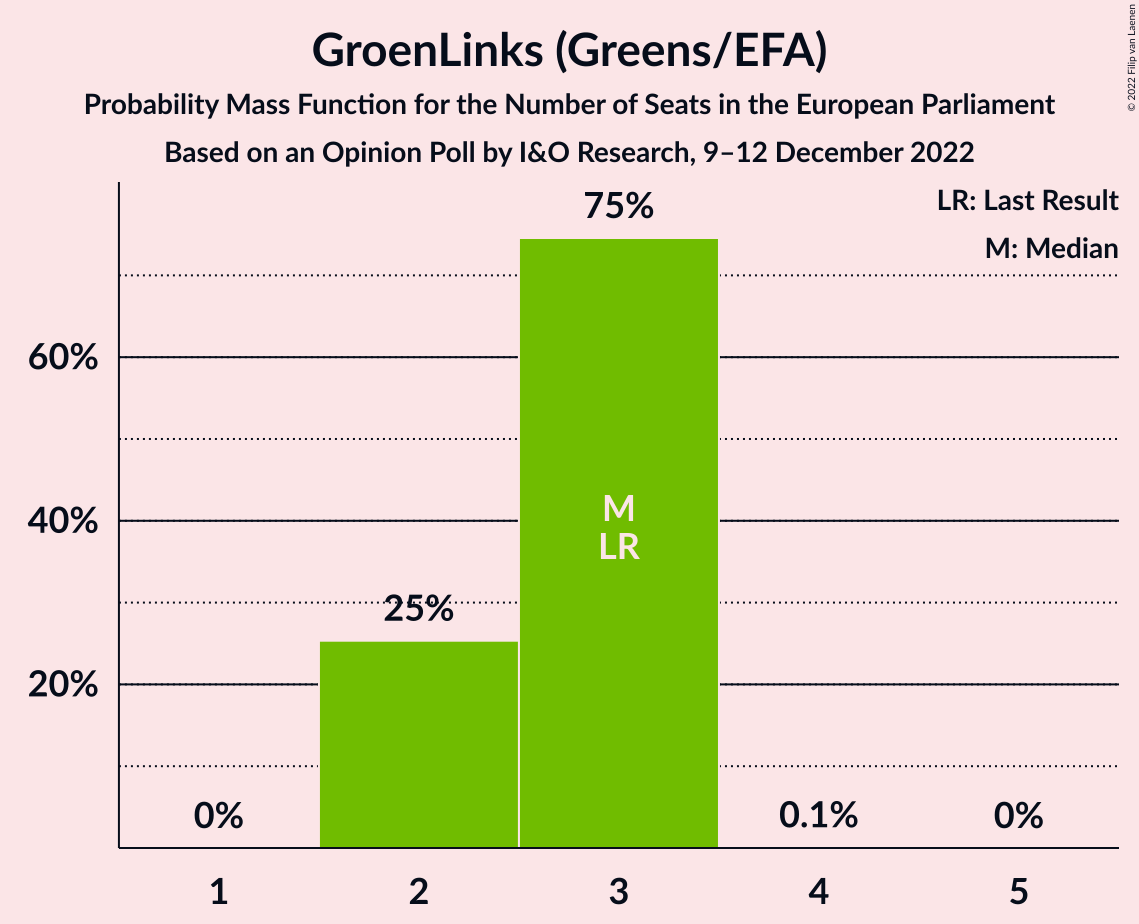 GroenLinks (Greens/EFA)
Probability Mass Function for the Number of Seats in the European Parliament
Based on an Opinion Poll by I&O Research, 9–12 December 2022
© 2022 Filip van Laenen
LR: Last Result
M: Median
75%
60%
40%
20%
M
LR
25%
0%
0.1%
0%
1
2
3
4
5